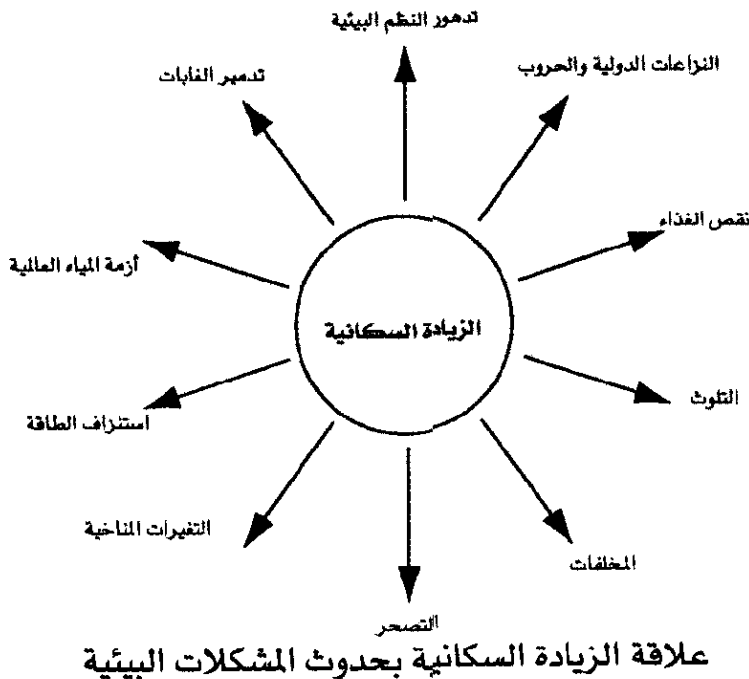 تدهور النظم البيئية
النزاعات الدولية والحروب
تدمير الغابات
نقص الغذاء
أزمة المياه العالمية
الزيادة السكانية
التلوث
استنزاف الطاقة
التغيرات المناخية
المخلفات
التصحر
علاقة الزيادة السكانية بحدوث المشكلات البيئية